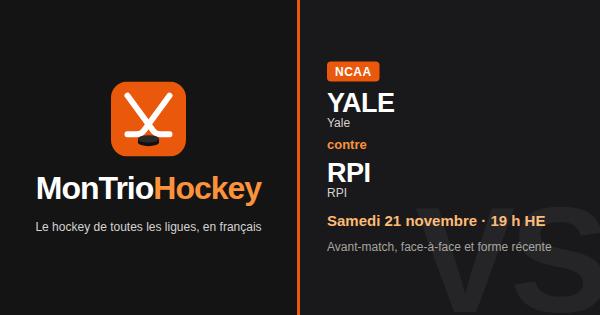 MonTrioHockey
Le hockey de toutes les ligues, en français
NCAA
YALE
Yale
contre
RPI
RPI
Samedi 21 novembre · 19 h HE
Avant-match, face-à-face et forme récente
VS